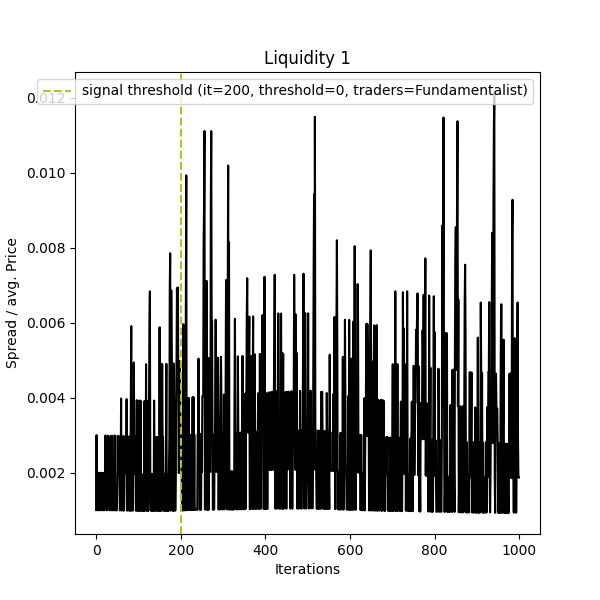 Liquidity 1
signal threshold (it=200, threshold=0, traders=Fundamentalist)
0.012
0.010
0.008
0.006
0.004
0.002
Spread / avg. Price
0 200 400 600 800 1000
Iterations